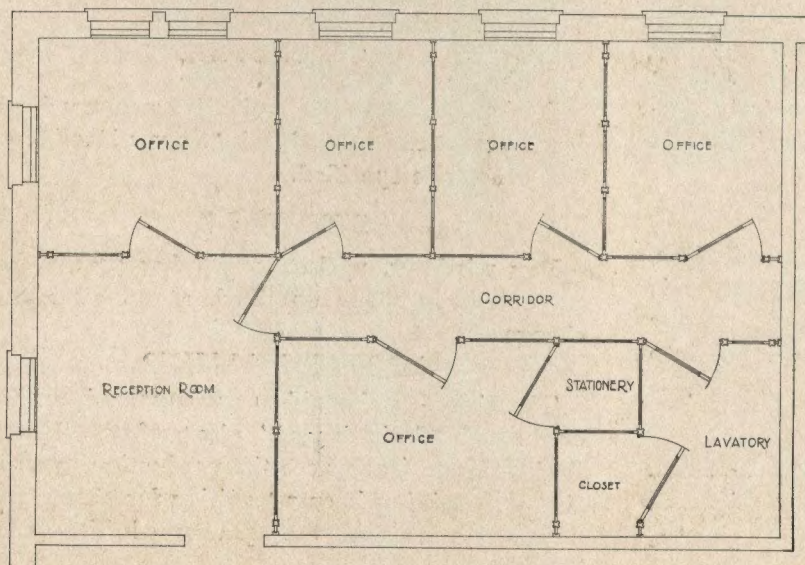 OFFICE
OFFICE
OFFICE
OFFICE
CORRIDOR
RECEPTION ROOM
STATIONERY
OFFICE
LAVATORY
CLOSET